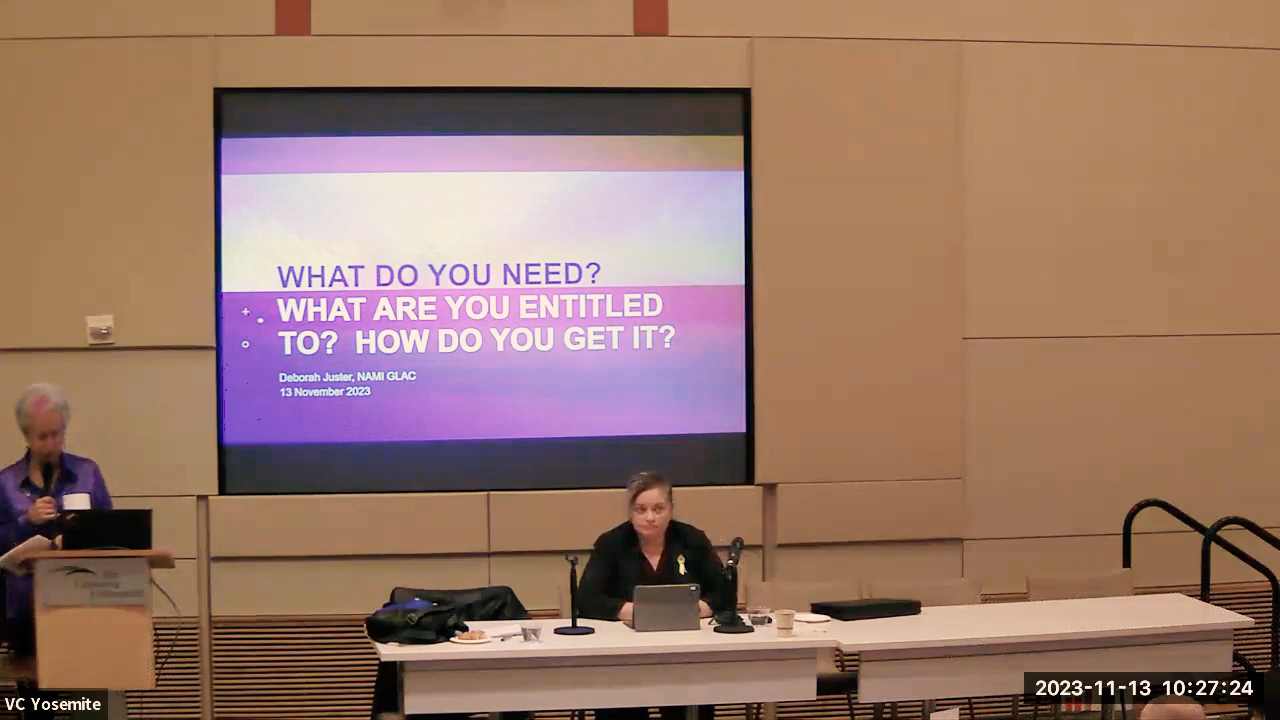 WHAT DO YOU NEED?
WHAT ARE YOU ENTITLED
TO? HOW DO YOU GET IT?
Deborah Juster, NAMI GLAC
13 November 2023
VC Yosemite
2023-11-13 10:27:24